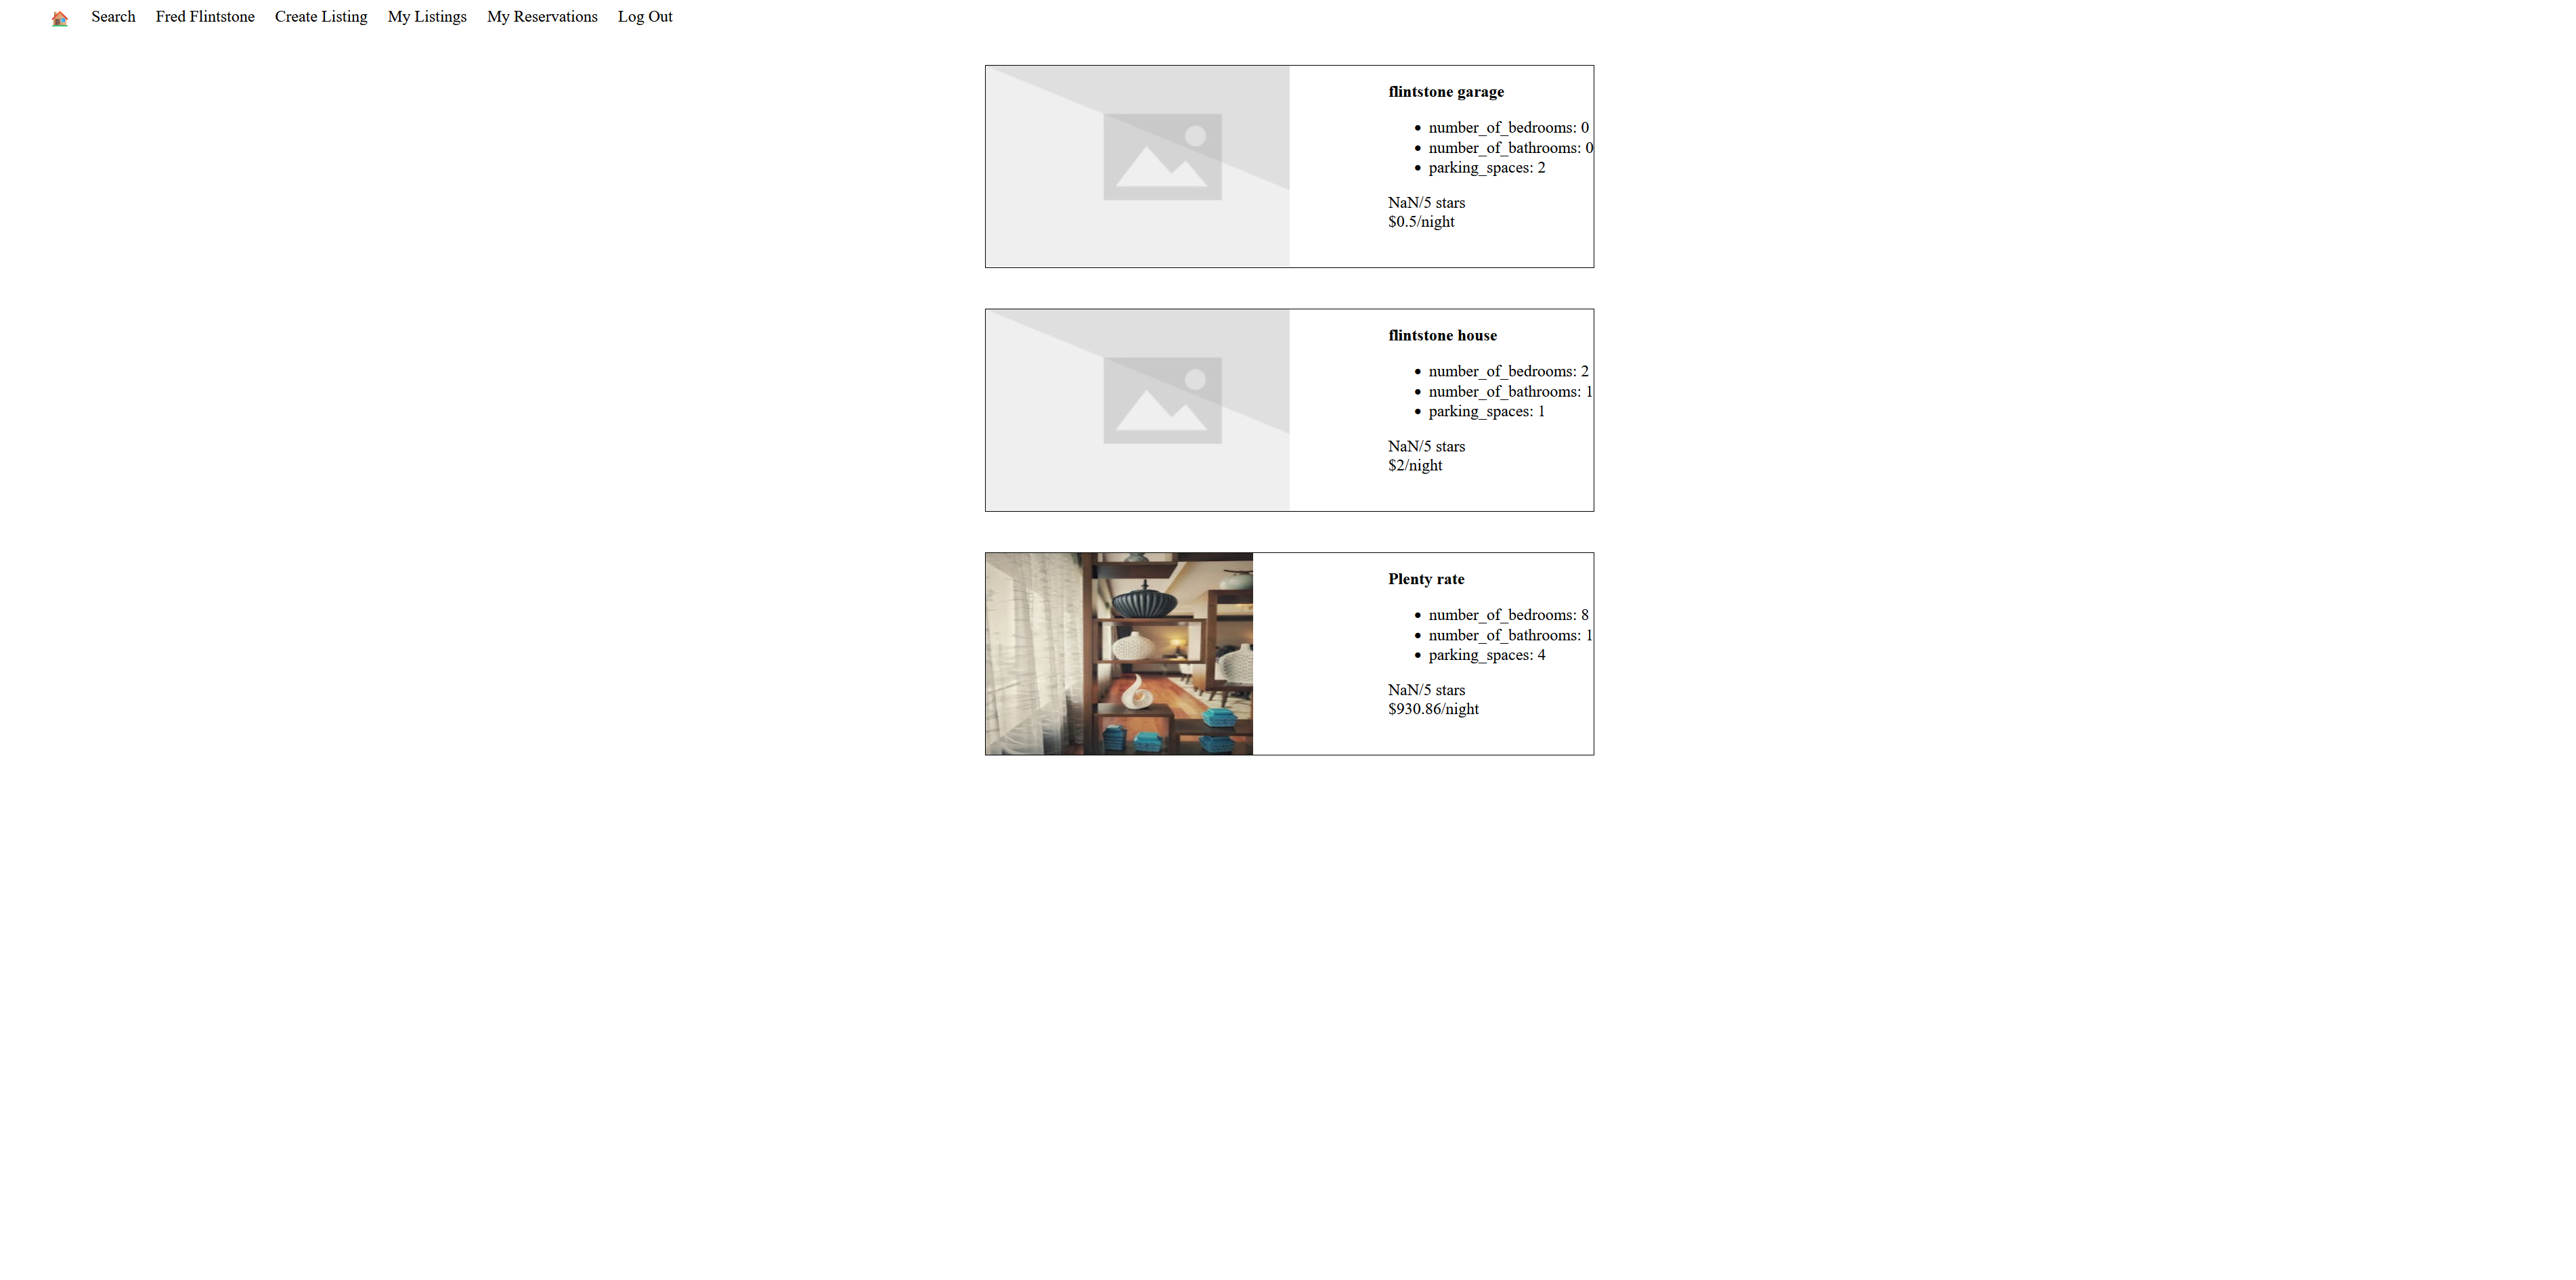 Search Fred Flintstone Create Listing My Listings My Reservations Log Out
flintstone garage
number_of_bedrooms: 0
number_of_bathrooms: 0
parking_spaces: 2
NaN/5 stars
$0.5/night
flintstone house
number_of_bedrooms: 2
number_of_bathrooms: 1
parking_spaces: 1
NaN/5 stars
$2/night
Plenty rate
number_of_bedrooms: 8
number_of_bathrooms: 1
parking_spaces: 4
NaN/5 stars
$930.86/night